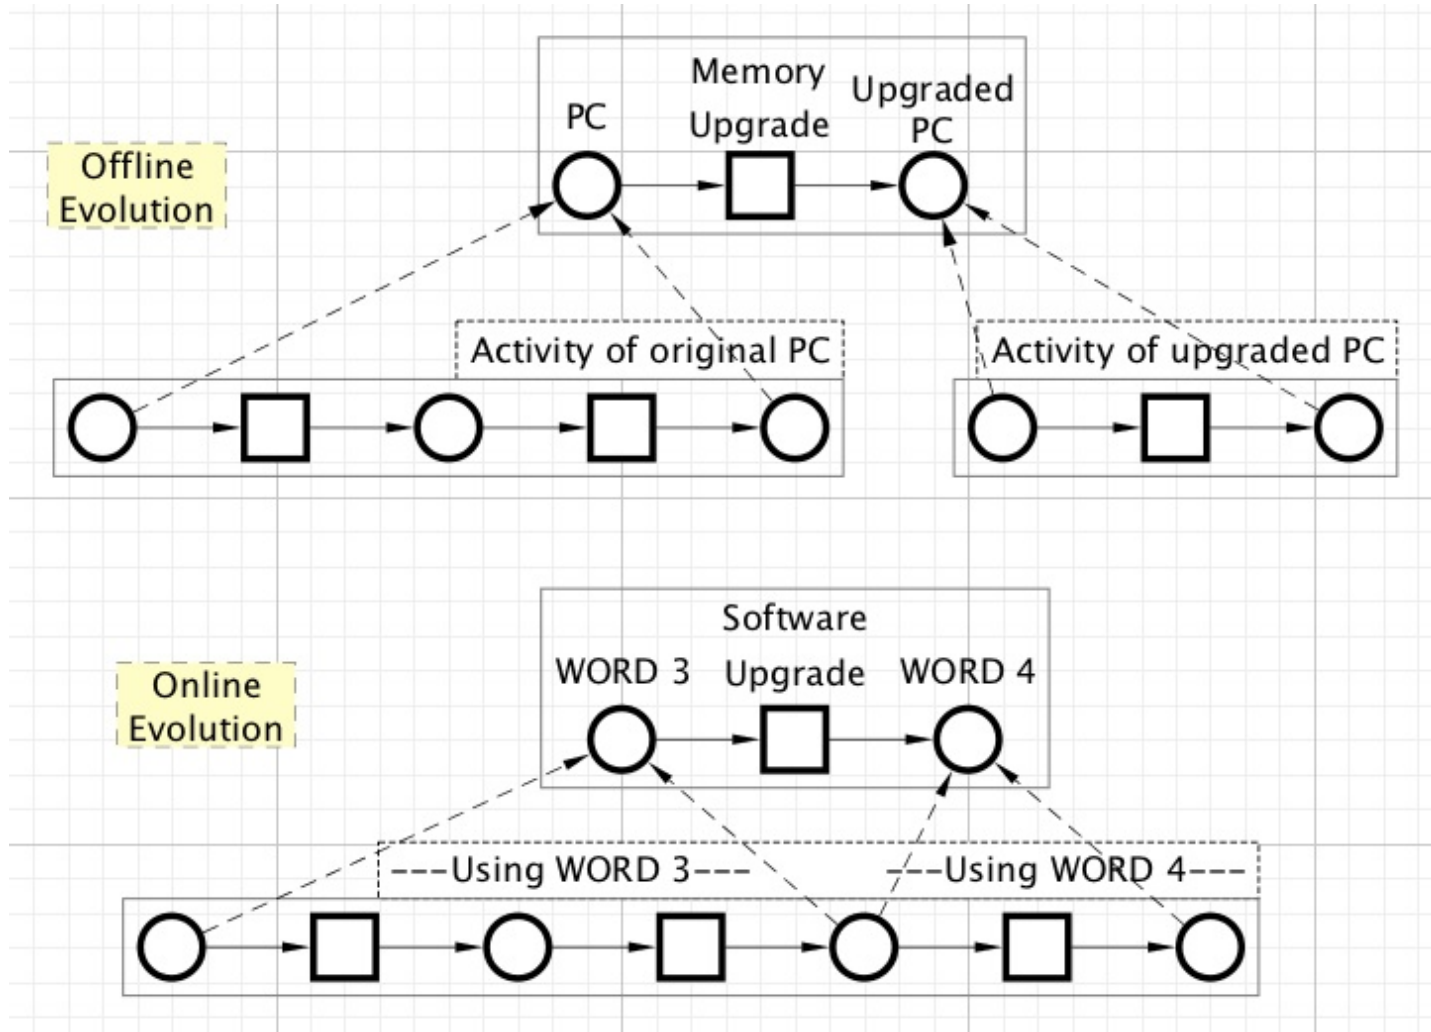 Offline
Evolution
PC
Memory
Upgrade
Upgraded
PC
Activity of original PC
Activity of upgraded PC
Online
Evolution
WORD 3
Software
Upgrade
WORD 4
---Using WORD 3---
---Using WORD 4---